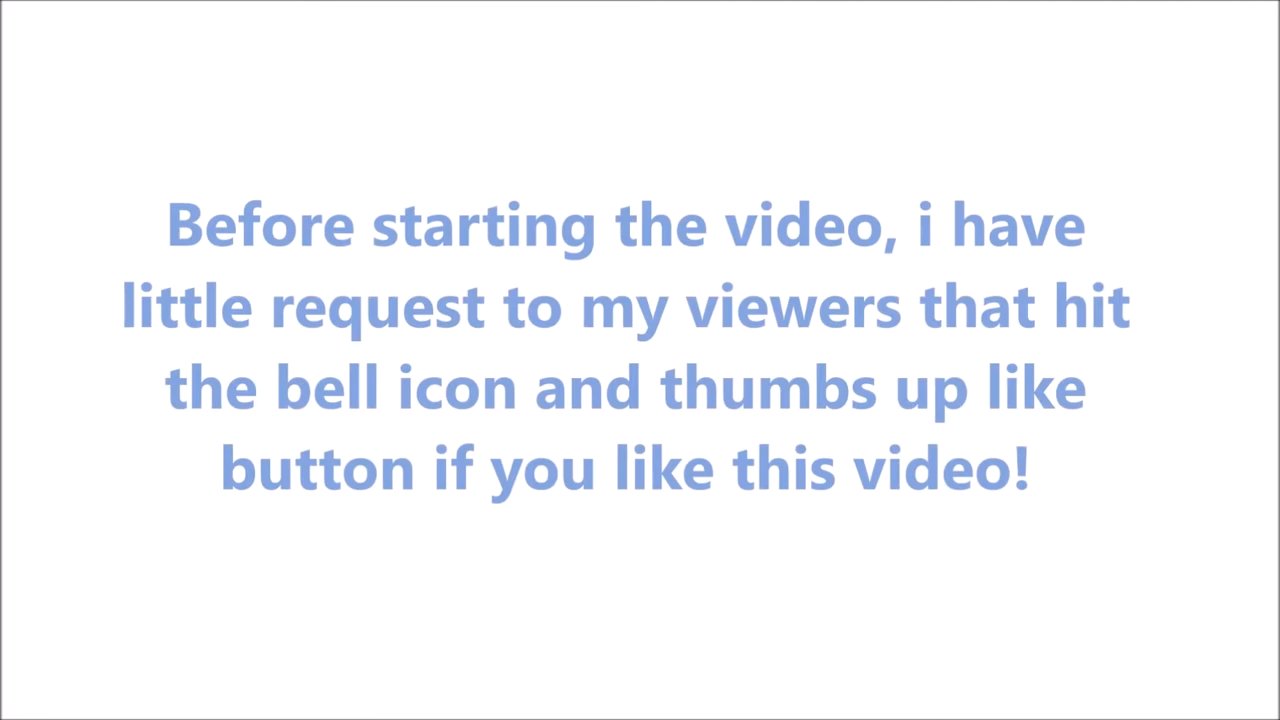 Before starting the video, i have
little request to my viewers that hit
the bell icon and thumbs up like
button if you like this video!